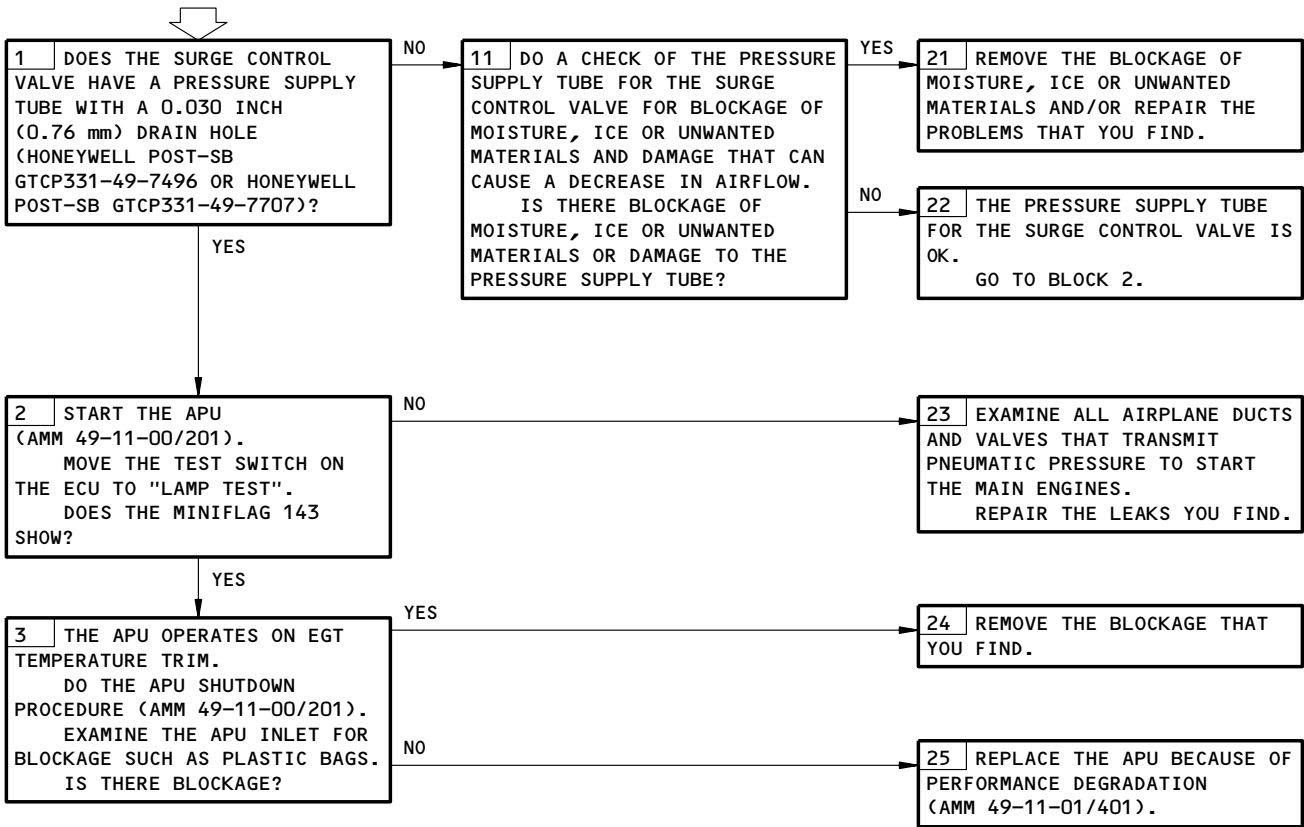 1 DOES THE SURGE CONTROL
VALVE HAVE A PRESSURE SUPPLY
TUBE WITH A 0.030 INCH
(0.76 mm) DRAIN HOLE
(HONEYWELL POST-SB
GTCP331-49-7496 OR HONEYWELL
POST-SB GTCP331-49-7707)?
NO
YES
11 DO A CHECK OF THE PRESSURE
SUPPLY TUBE FOR THE SURGE
CONTROL VALVE FOR BLOCKAGE OF
MOISTURE, ICE OR UNWANTED
MATERIALS AND DAMAGE THAT CAN
CAUSE A DECREASE IN AIRFLOW.
IS THERE BLOCKAGE OF
MOISTURE, ICE OR UNWANTED
MATERIALS OR DAMAGE TO THE
PRESSURE SUPPLY TUBE?
YES
21 REMOVE THE BLOCKAGE OF
MOISTURE, ICE OR UNWANTED
MATERIALS AND/OR REPAIR THE
PROBLEMS THAT YOU FIND.
NO
22 THE PRESSURE SUPPLY TUBE
FOR THE SURGE CONTROL VALVE IS
OK.
GO TO BLOCK 2.
2 START THE APU
(AMM 49-11-00/201).
MOVE THE TEST SWITCH ON
THE ECU TO "LAMP TEST".
DOES THE MINIFLAG 143
SHOW?
NO
YES
23 EXAMINE ALL AIRPLANE DUCTS
AND VALVES THAT TRANSMIT
PNEUMATIC PRESSURE TO START
THE MAIN ENGINES.
REPAIR THE LEAKS YOU FIND.
3 THE APU OPERATES ON EGT
TEMPERATURE TRIM.
DO THE APU SHUTDOWN
PROCEDURE (AMM 49-11-00/201).
EXAMINE THE APU INLET FOR
BLOCKAGE SUCH AS PLASTIC BAGS.
IS THERE BLOCKAGE?
YES
24 REMOVE THE BLOCKAGE THAT
YOU FIND.
NO
25 REPLACE THE APU BECAUSE OF
PERFORMANCE DEGRADATION
(AMM 49-11-01/401).